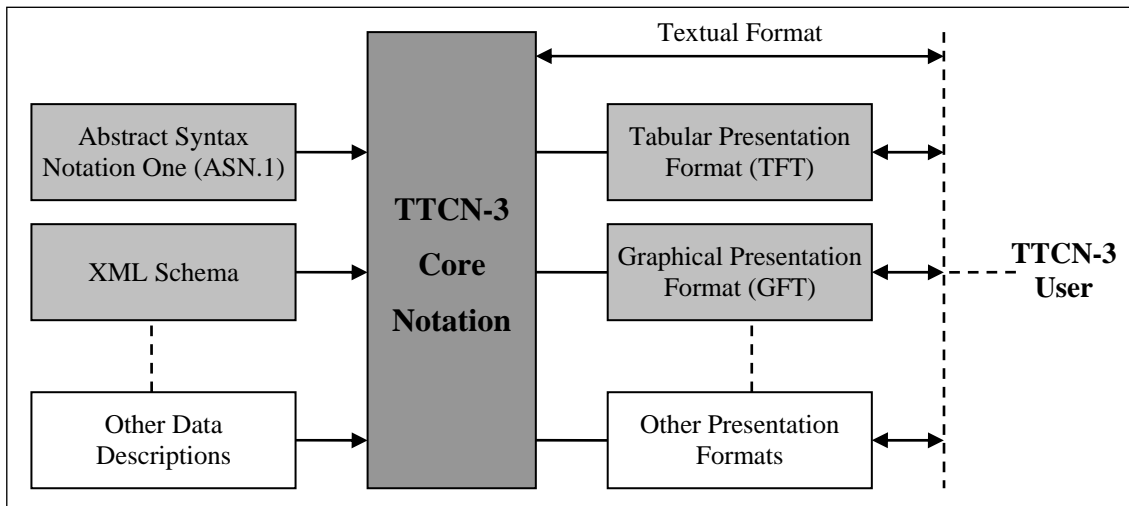 Textual Format
Abstract Syntax
Notation One (ASN.1)
XML Schema
Other Data
Descriptions
TTCN-3
Core
Notation
Tabular Presentation
Format (TFT)
Graphical Presentation
Format (GFT)
Other Presentation
Formats
TTCN-3
User